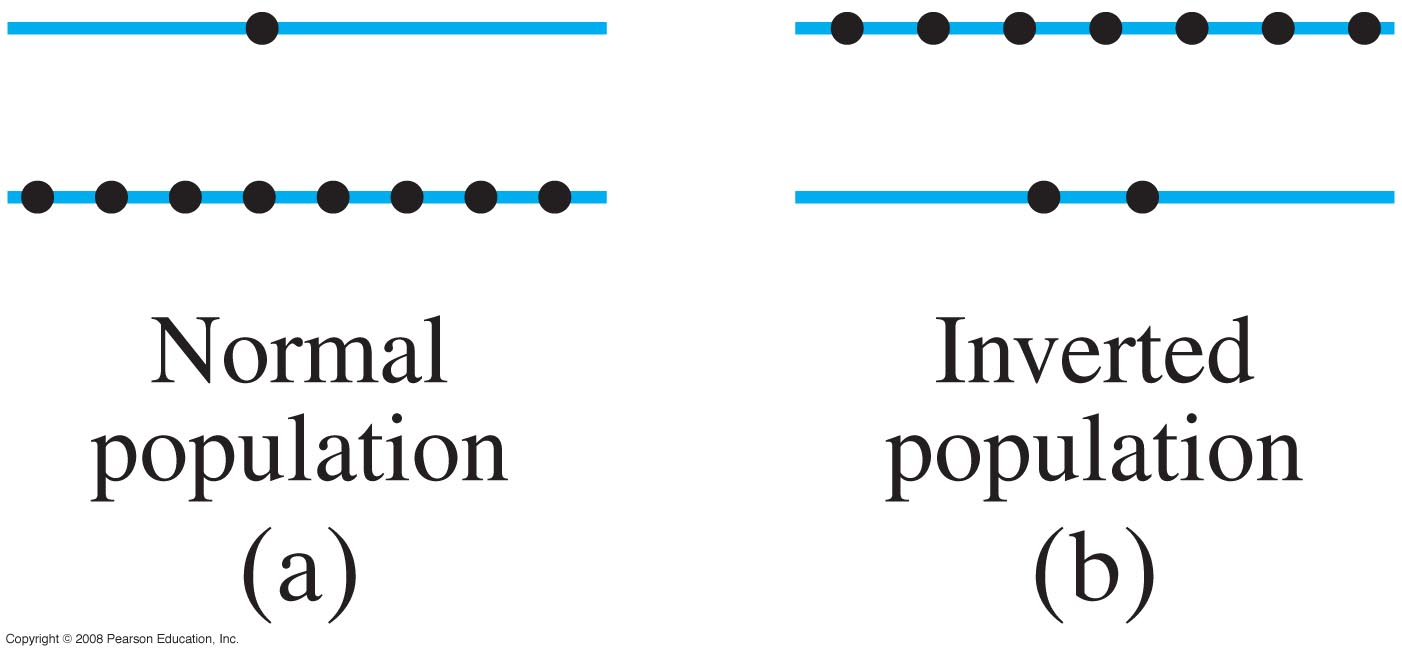 Normal
population
(a)
Inverted
population
(b)
Copyright © 2008 Pearson Education, Inc.